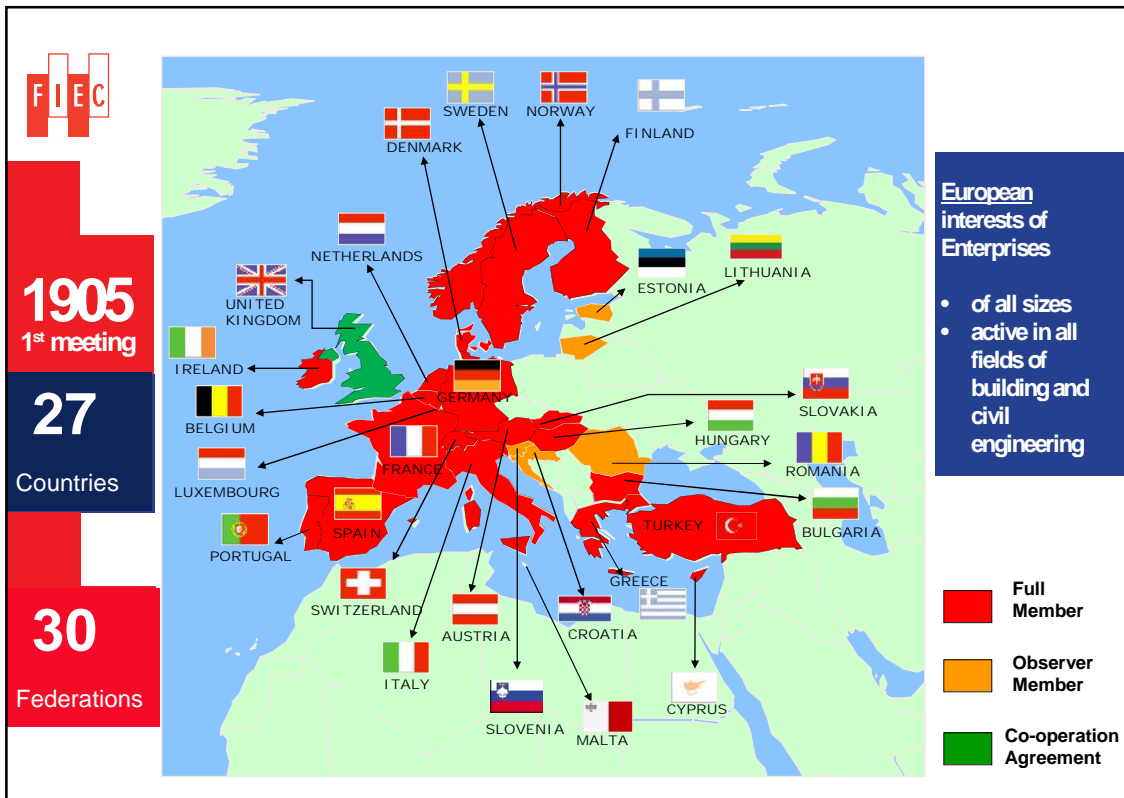 FIEC
1905
1st meeting
27
Countries
30
Federations
SWEDEN
NORWAY
FINLAND
DENMARK
NETHERLANDS
LITHUANIA
ESTONIA
UNITED
KINGDOM
IRELAND
GERMANY
BELGIUM
SLOVAKIA
HUNGARY
FRANCE
ROMANIA
LUXEMBOURG
SPAIN
TURKEY
BULGARIA
PORTUGAL
SWITZERLAND
GREECE
AUSTRIA
CROATIA
ITALY
CYPRUS
SLOVENIA
MALTA
European
interests of
Enterprises
• of all sizes
• active in all
fields of
building and
civil
engineering
Full
Member
Observer
Member
Co-operation
Agreement